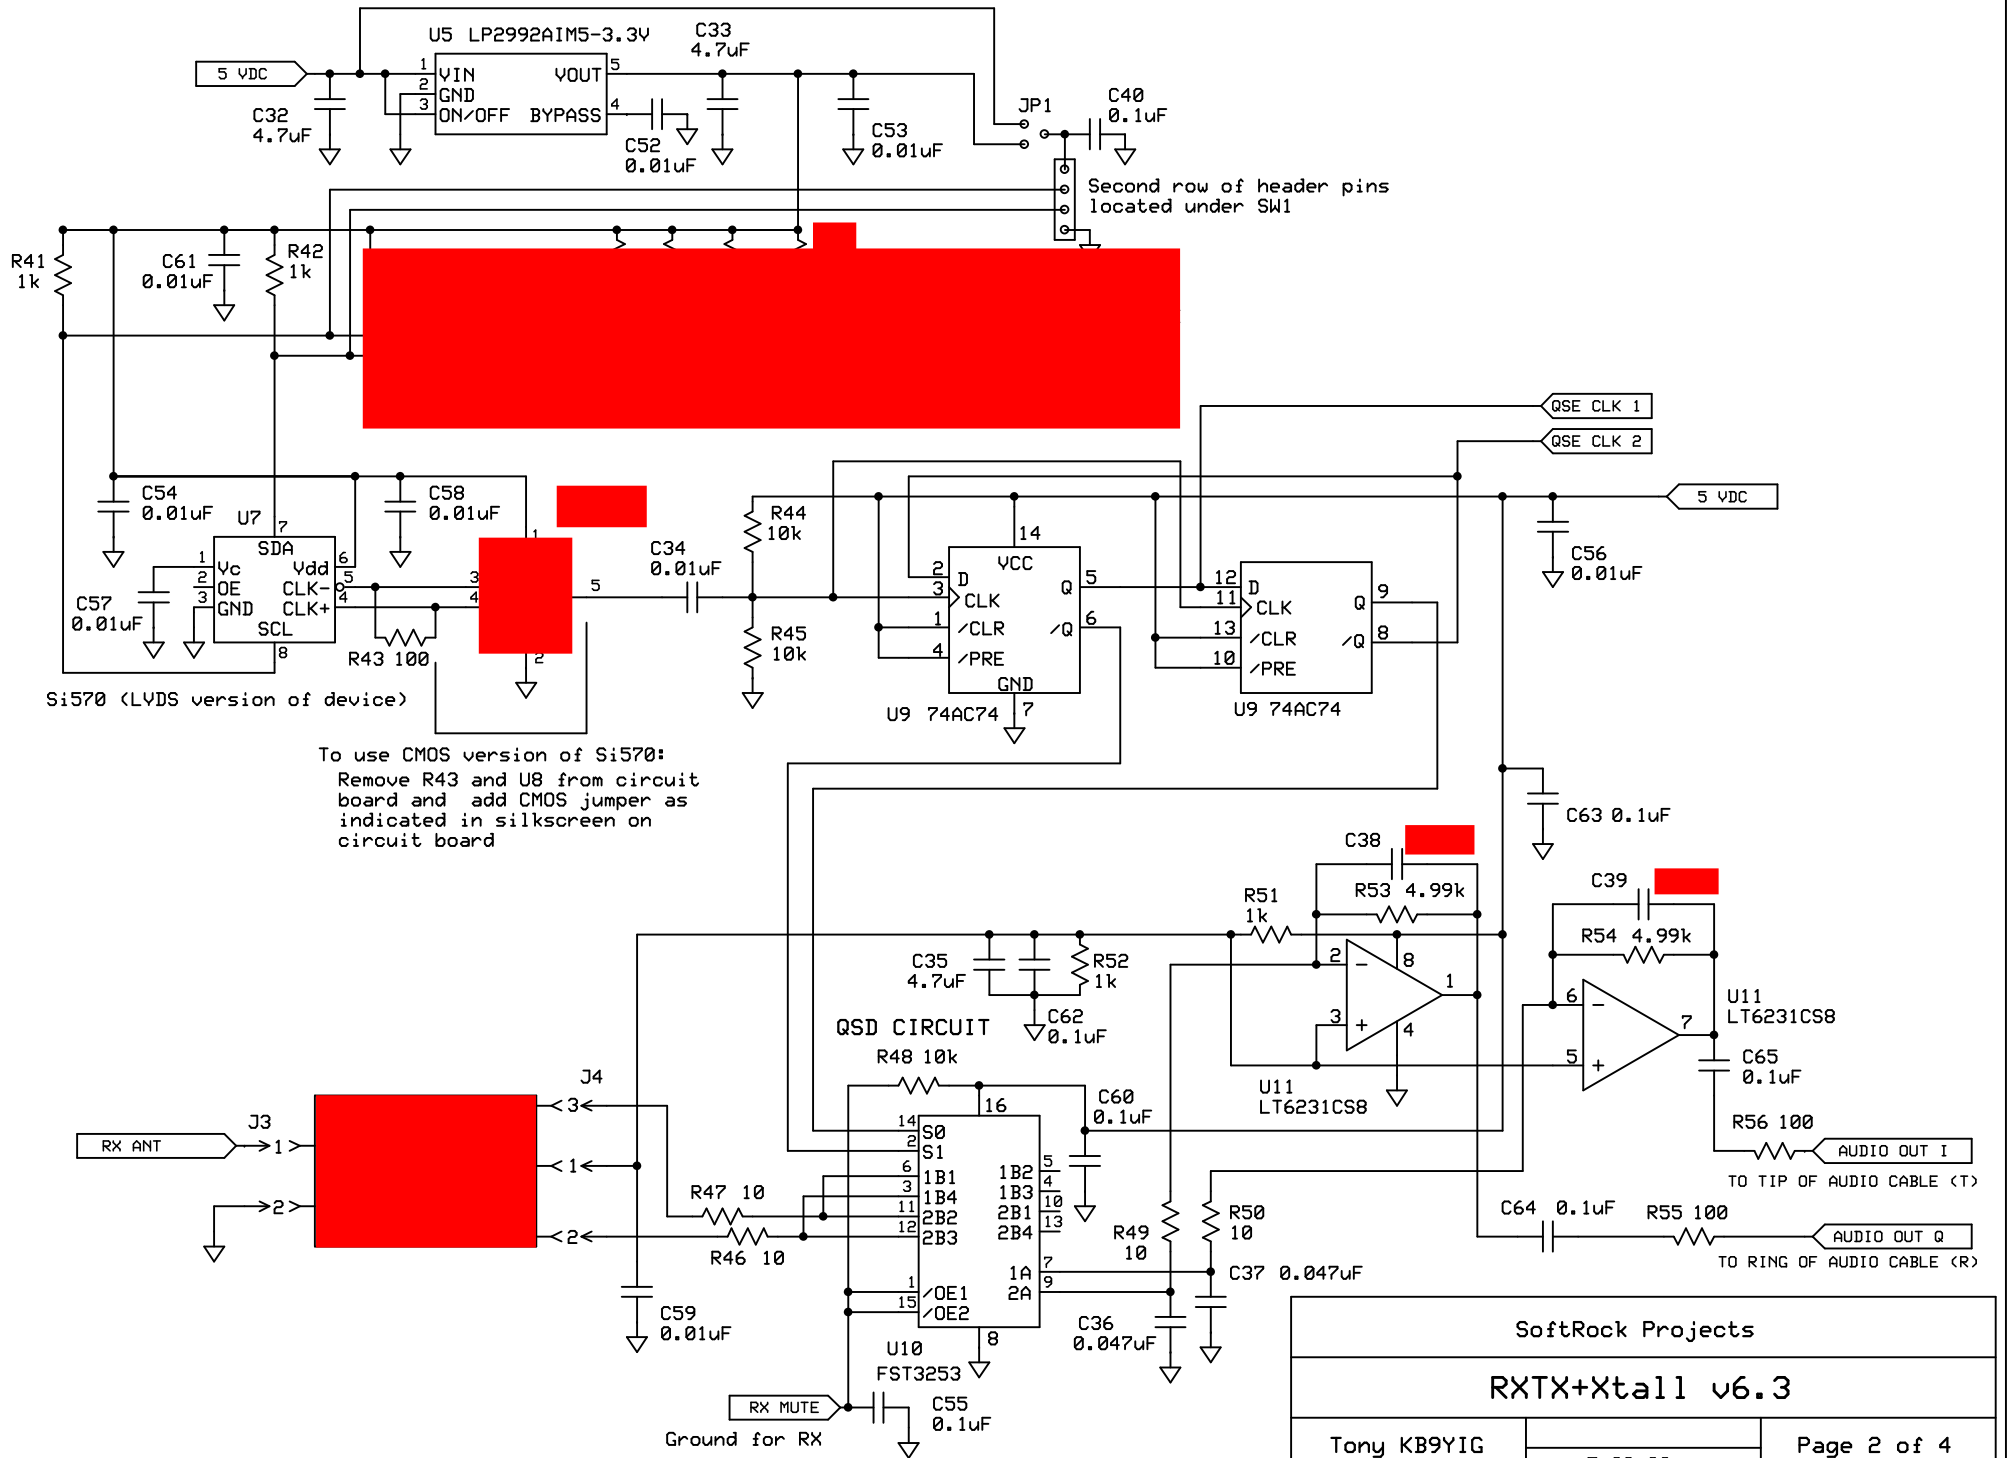 U5 LP2992AIM5-3.3V
C33
4.7uF
5 VDC
1
VIN
VOUT
5
2
GND
3
ON/OFF
BYPASS
4
C32
4.7uF
C52
0.01uF
C53
0.01uF
JP1
C40
0.1uF
Second row of header pins
located under SW1
R41
1k
C61
0.01uF
R42
1k
QSE CLK 1
QSE CLK 2
5 VDC
C54
0.01uF
C58
0.01uF
U7
7
SDA
1
Vc
Vdd
6
2
OE
CLK-
5
3
GND
CLK+
4
SCL
8
C57
0.01uF
R43 100
1
3
4
5
2
Si570 (LVDS version of device)
To use CMOS version of Si570:
Remove R43 and U8 from circuit
board and add CMOS jumper as
indicated in silkscreen on
circuit board
C34
0.01uF
R44
10k
R45
10k
14
VCC
2
D
Q
5
3
CLK
1
/CLR
/Q
6
4
/PRE
GND
7
U9 74AC74
12
D
Q
9
11
CLK
13
/CLR
/Q
8
10
/PRE
U9 74AC74
C56
0.01uF
C63 0.1uF
C38
R53 4.99k
R51
1k
C39
R54 4.99k
C35
4.7uF
R52
1k
C62
0.1uF
2
-
8
1
3
+
4
U11
LT6231CS8
6
-
7
5
+
U11
LT6231CS8
C65
0.1uF
R56 100
AUDIO OUT I
TO TIP OF AUDIO CABLE (T)
C64 0.1uF
R55 100
AUDIO OUT Q
TO RING OF AUDIO CABLE (R)
QSD CIRCUIT
R48 10k
16
C60
0.1uF
14
S0
2
S1
6
1B1
3
1B4
11
2B2
12
2B3
1
/OE1
15
/OE2
1B2
5
1B3
4
2B1
10
2B4
13
1A
7
2A
9
8
U10
FST3253
J3
RX ANT
1
2
J4
3
1
2
R47 10
R46 10
C59
0.01uF
R49
10
R50
10
C37 0.047uF
C36
0.047uF
RX MUTE
C55
0.1uF
Ground for RX
SoftRock Projects
RXTX+Xtall v6.3
Tony KB9YIG
Page 2 of 4